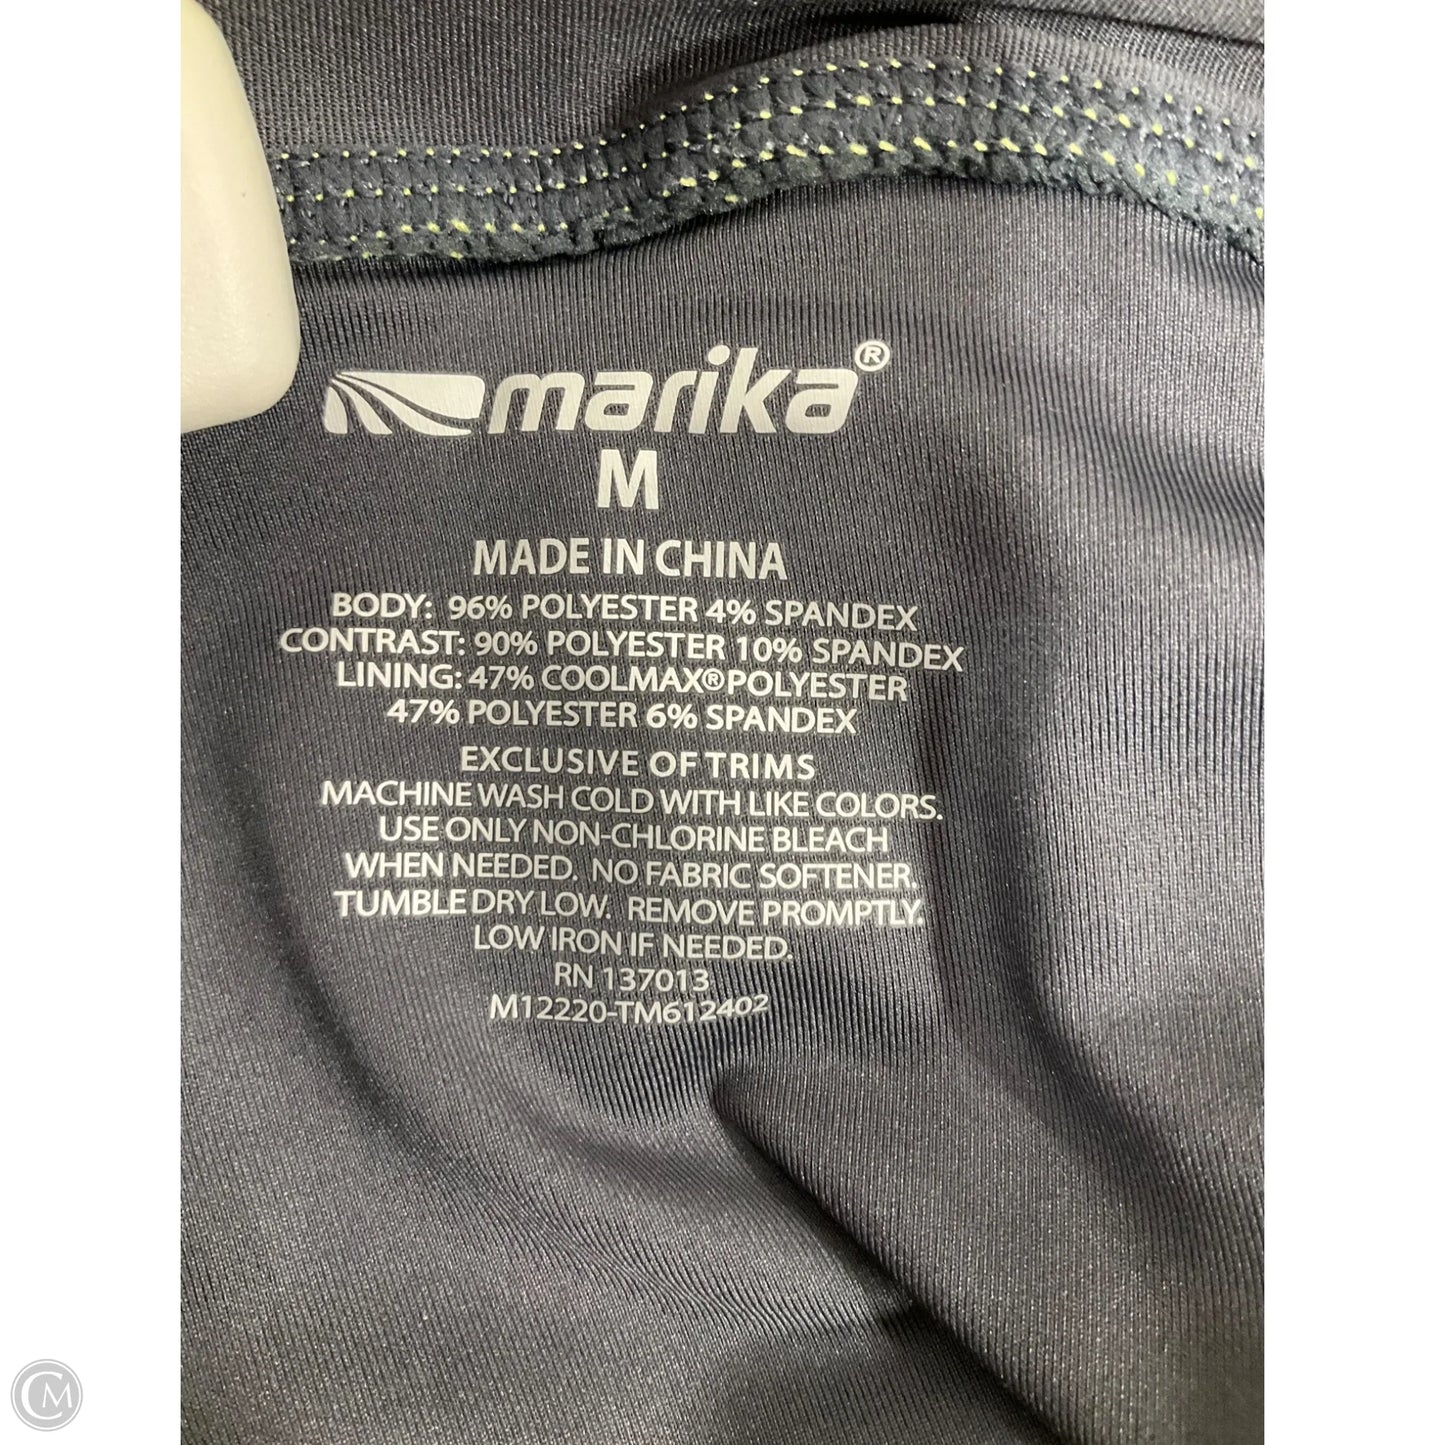 marika®
M
MADE IN CHINA
BODY: 96% POLYESTER 4% SPANDEX
CONTRAST: 90% POLYESTER 10% SPANDEX
LINING: 47% COOLMAX® POLYESTER
47% POLYESTER 6% SPANDEX
EXCLUSIVE OF TRIMS
MACHINE WASH COLD WITH LIKE COLORS.
USE ONLY NON-CHLORINE BLEACH
WHEN NEEDED. NO FABRIC SOFTENER.
TUMBLE DRY LOW. REMOVE PROMPTLY.
LOW IRON IF NEEDED.
RN 137013
M12220-TM612402
CM